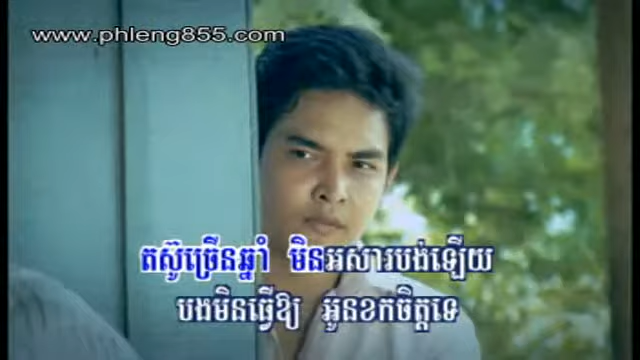 www.phleng855.com
តស៊ូច្រើនឆ្នាំ មិនអសារបង់ឡើយ
បងមិនធ្វើឱ្យ អូនខកចិត្តទេ